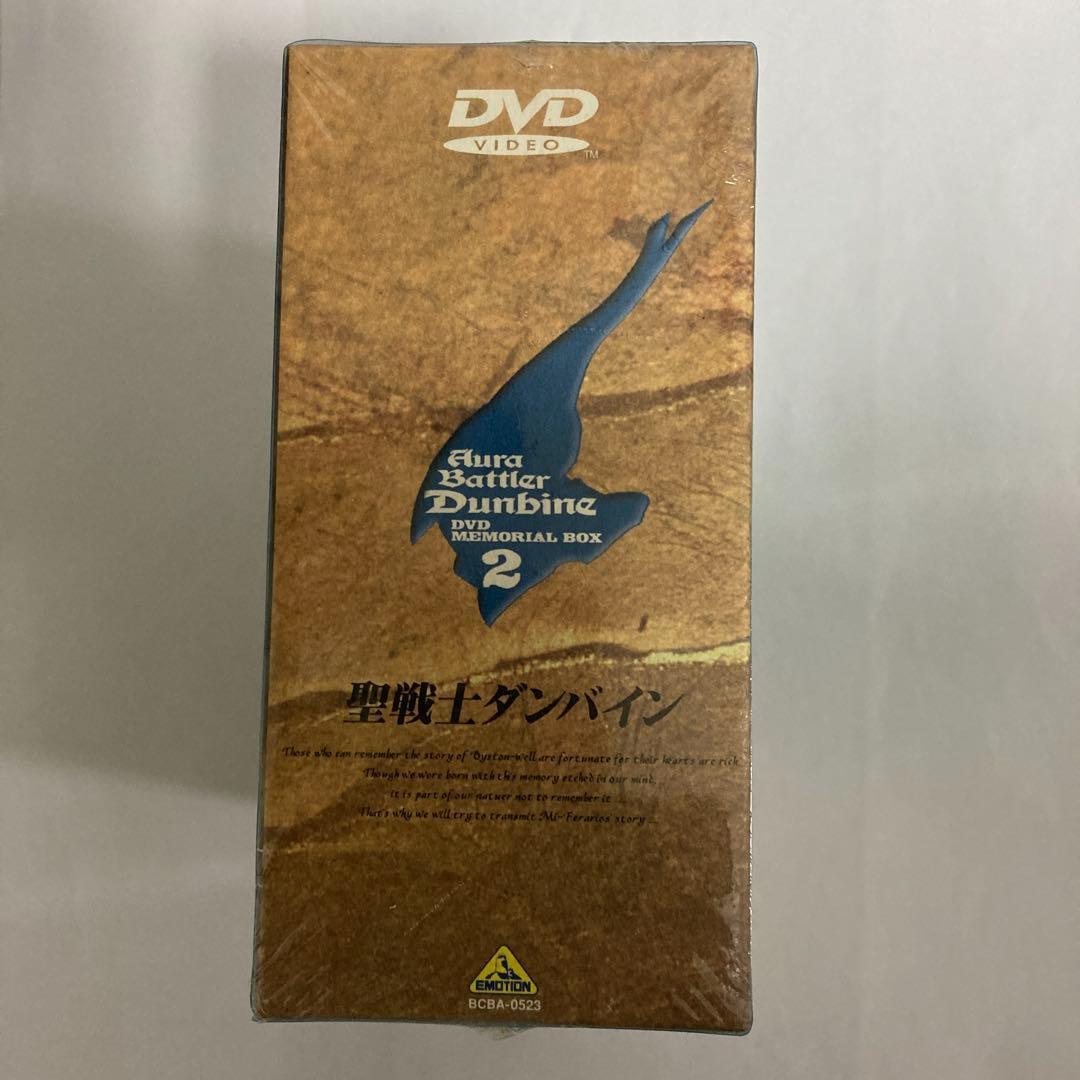 DVD
VIDEO
TM
Aura
Battler
Dunbine
DVD
MEMORIAL BOX
2
聖戦士ダンバイン
Those who can remember the story of Byston-well are fortunate for their hearts are rich
Though we were born with this memory etched in our mind,
it is part of our natuer not to remember it ....
That's why we will try to transmit 'Mi-Ferarios' story ....
EMOTION
BCBA-0523